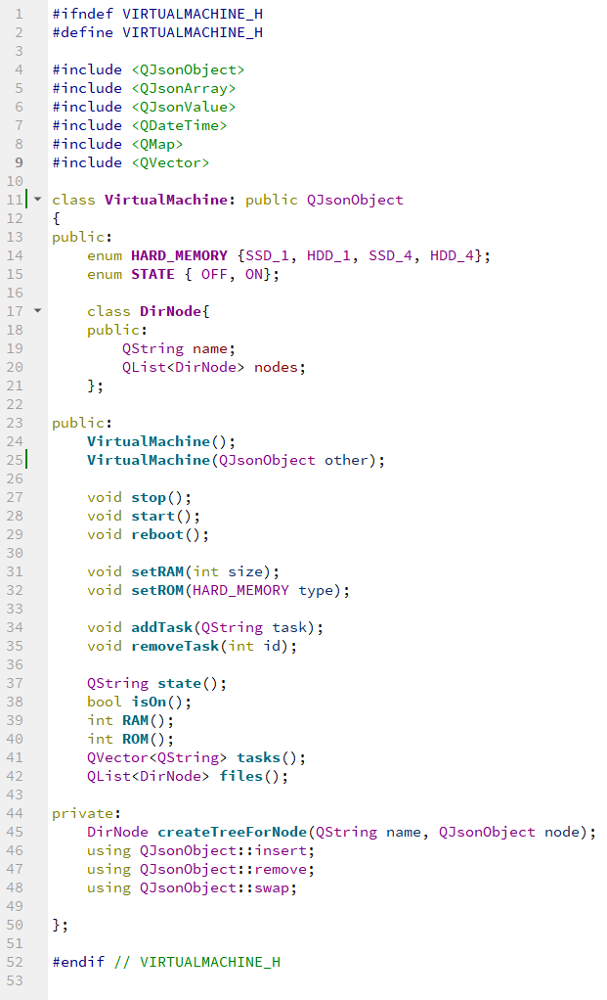 1 #ifndef VIRTUALMACHINE_H
2 #define VIRTUALMACHINE_H
3
4 #include <QJsonObject>
5 #include <QJsonArray>
6 #include <QJsonValue>
7 #include <QDateTime>
8 #include <QMap>
9 #include <QVector>
10
11 class VirtualMachine: public QJsonObject
12 {
13 public:
14     enum HARD_MEMORY {SSD_1, HDD_1, SSD_4, HDD_4};
15     enum STATE { OFF, ON};
16
17     class DirNode{
18     public:
19         QString name;
20         QList<DirNode> nodes;
21     };
22
23 public:
24     VirtualMachine();
25     VirtualMachine(QJsonObject other);
26
27     void stop();
28     void start();
29     void reboot();
30
31     void setRAM(int size);
32     void setROM(HARD_MEMORY type);
33
34     void addTask(QString task);
35     void removeTask(int id);
36
37     QString state();
38     bool isOn();
39     int RAM();
40     int ROM();
41     QVector<QString> tasks();
42     QList<DirNode> files();
43
44 private:
45     DirNode createTreeForNode(QString name, QJsonObject node);
46     using QJsonObject::insert;
47     using QJsonObject::remove;
48     using QJsonObject::swap;
49
50 };
51
52 #endif // VIRTUALMACHINE_H
53